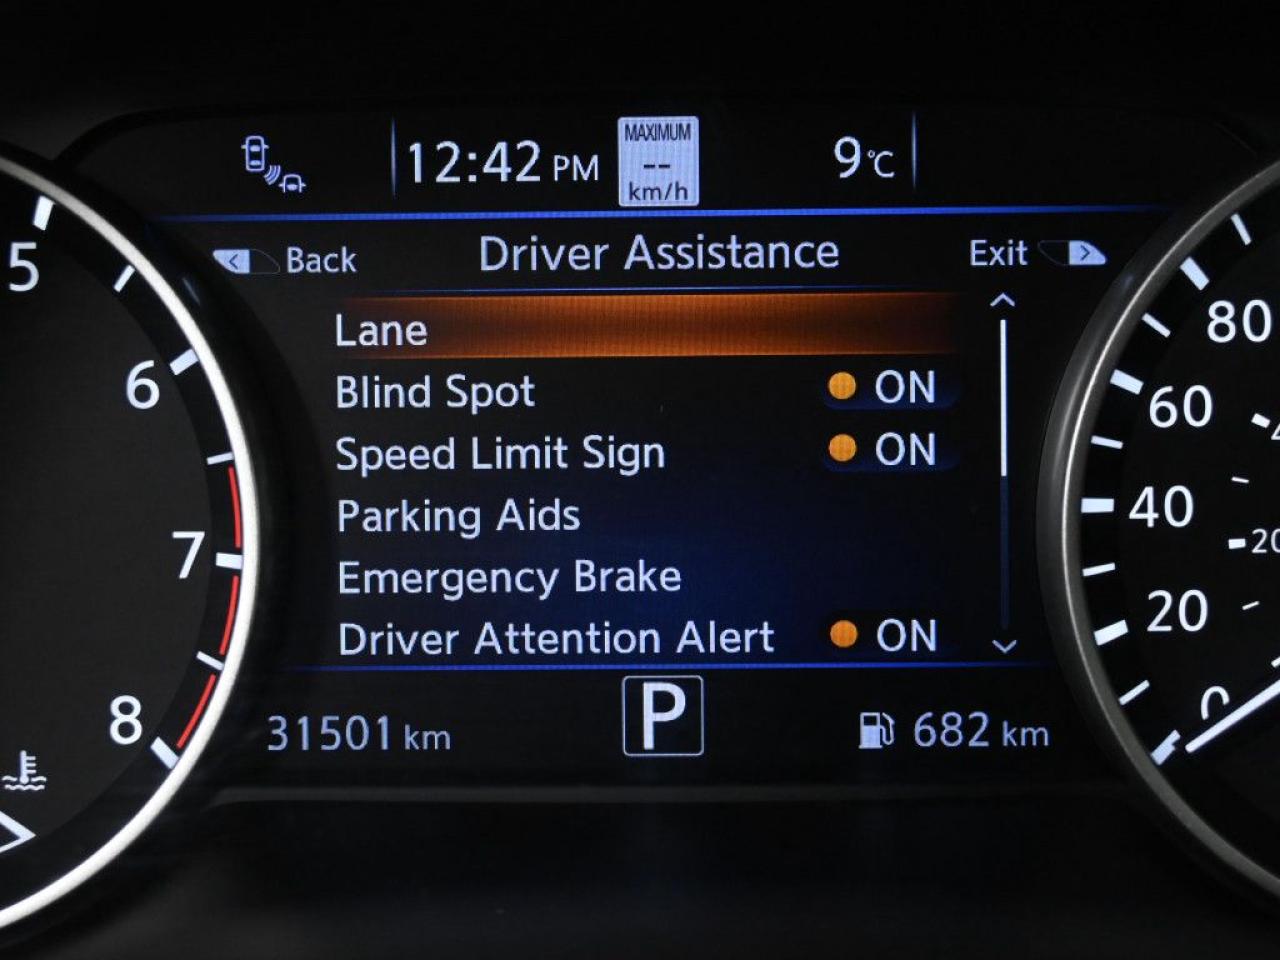 12:42 PM
MAXIMUM
--
km/h
9°C
Back
Driver Assistance
Exit
Lane
Blind Spot ON
Speed Limit Sign ON
Parking Aids
Emergency Brake
Driver Attention Alert ON
31501 km
P
682 km
5
6
7
8
80
60
40
20
0
20